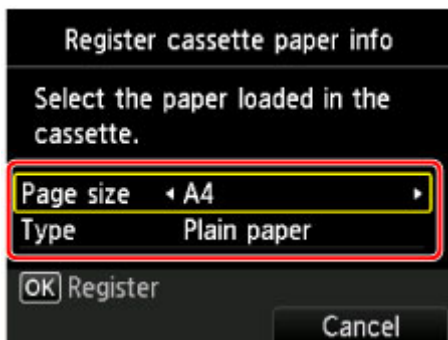 Register cassette paper info
Select the paper loaded in the
cassette.
Page size A4
Type Plain paper
OK Register
Cancel